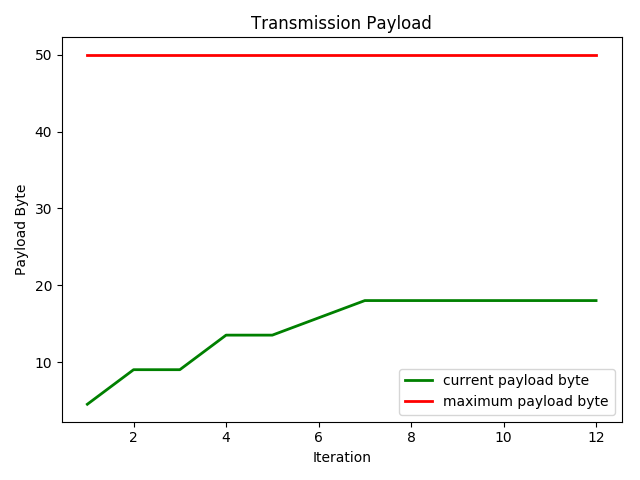 Transmission Payload
50
40
30
20
10
Payload Byte
2
4
6
8
10
12
Iteration
current payload byte
maximum payload byte